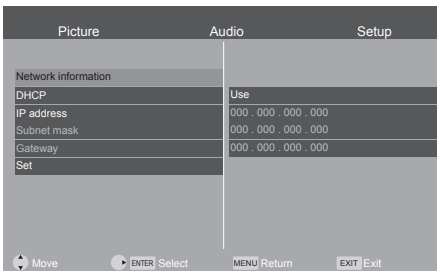 Picture Audio Setup
Network information
DHCP Use
IP address 000 . 000 . 000 . 000
Subnet mask 000 . 000 . 000 . 000
Gateway 000 . 000 . 000 . 000
Set
Move ENTER Select MENU Return EXIT Exit